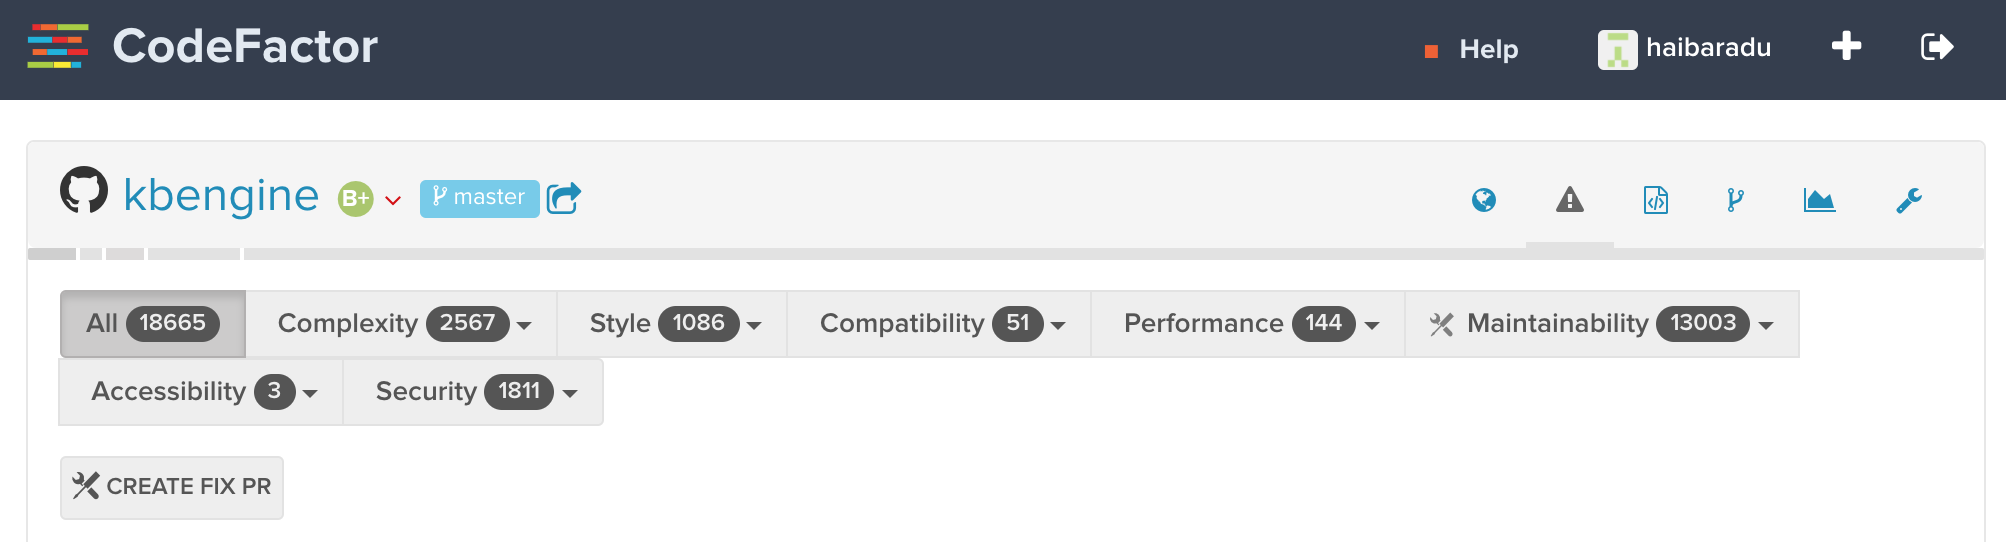 CodeFactor Help haibaradu
kbengine B+ master
All 18665 Complexity 2567 Style 1086 Compatibility 51 Performance 144 Maintainability 13003
Accessibility 3 Security 1811
CREATE FIX PR